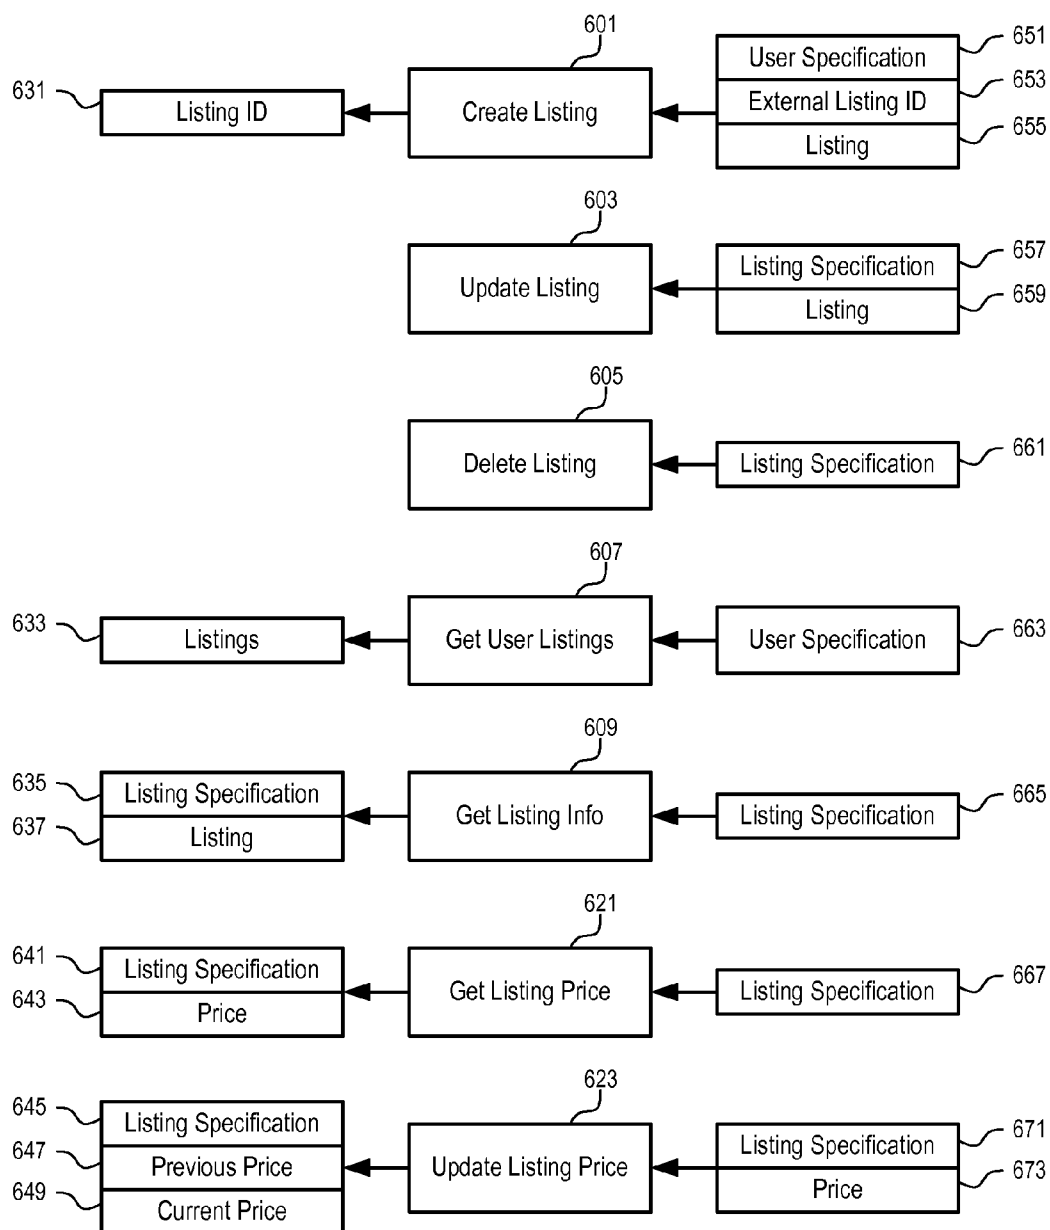 601
651
User Specification
631
653
Listing ID
Create Listing
External Listing ID
655
Listing
603
657
Listing Specification
Update Listing
659
Listing
605
Delete Listing
Listing Specification
661
607
633
Listings
Get User Listings
User Specification
663
609
635
Listing Specification
Get Listing Info
Listing Specification
665
637
Listing
621
641
Listing Specification
Get Listing Price
Listing Specification
667
643
Price
623
645
Listing Specification
671
Listing Specification
647
Previous Price
Update Listing Price
673
Price
649
Current Price